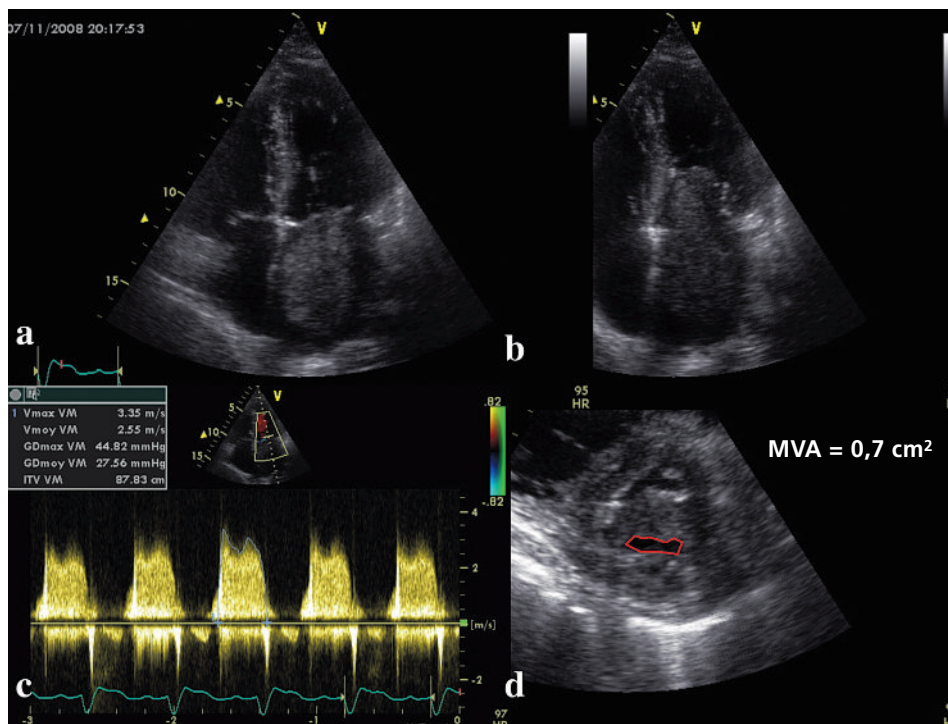 07/11/2008 20:17:53
V
V
5
10
15
5
a
b
1 Vmax VM 3.35 m/s
Vmoy VM 2.55 m/s
GDmax VM 44.82 mmHg
GDmoy VM 27.56 mmHg
ITV VM 87.83 cm
V
5
10
15
.82
-.82
95
HR
MVA = 0,7 cm²
4
2
[m/s]
-2
c
-3
-2
-1
0
97
HR
d